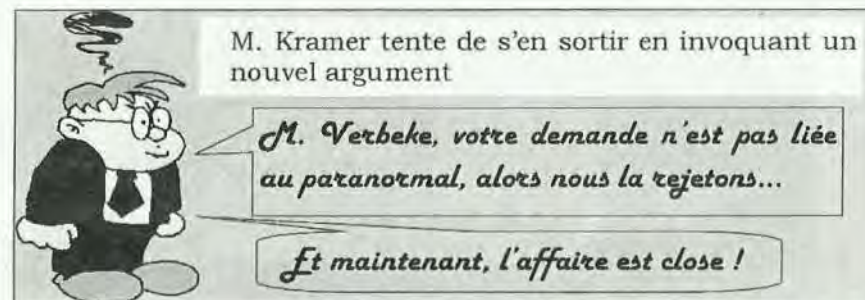 M. Kramer tente de s'en sortir en invoquant un
nouvel argument
M. Verbeke, votre demande n'est pas liée
au paranormal, alors nous la rejetons...
Et maintenant, l'affaire est close !